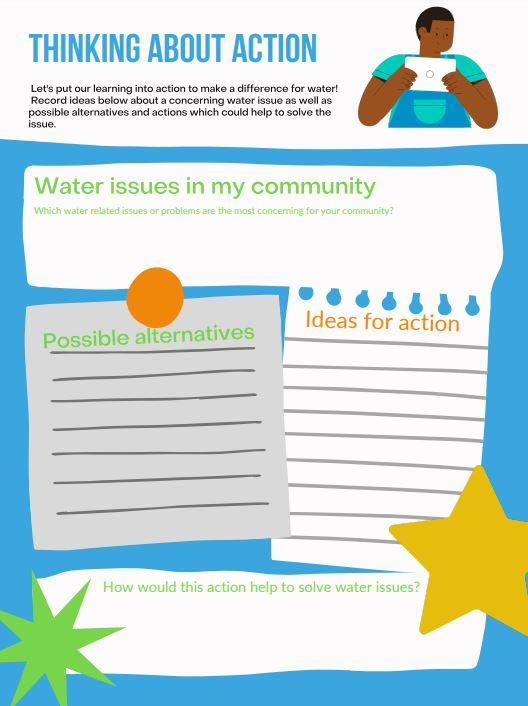 THINKING ABOUT ACTION
Let's put our learning into action to make a difference for water!
Record ideas below about a concerning water issue as well as
possible alternatives and actions which could help to solve the
issue.
Water issues in my community
Which water related issues or problems are the most concerning for your community?
Possible alternatives
Ideas for action
How would this action help to solve water issues?